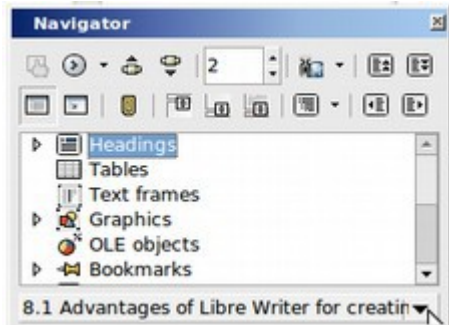 Navigator
2
Headings
Tables
Text frames
Graphics
OLE objects
Bookmarks
8.1 Advantages of Libre Writer for creatin